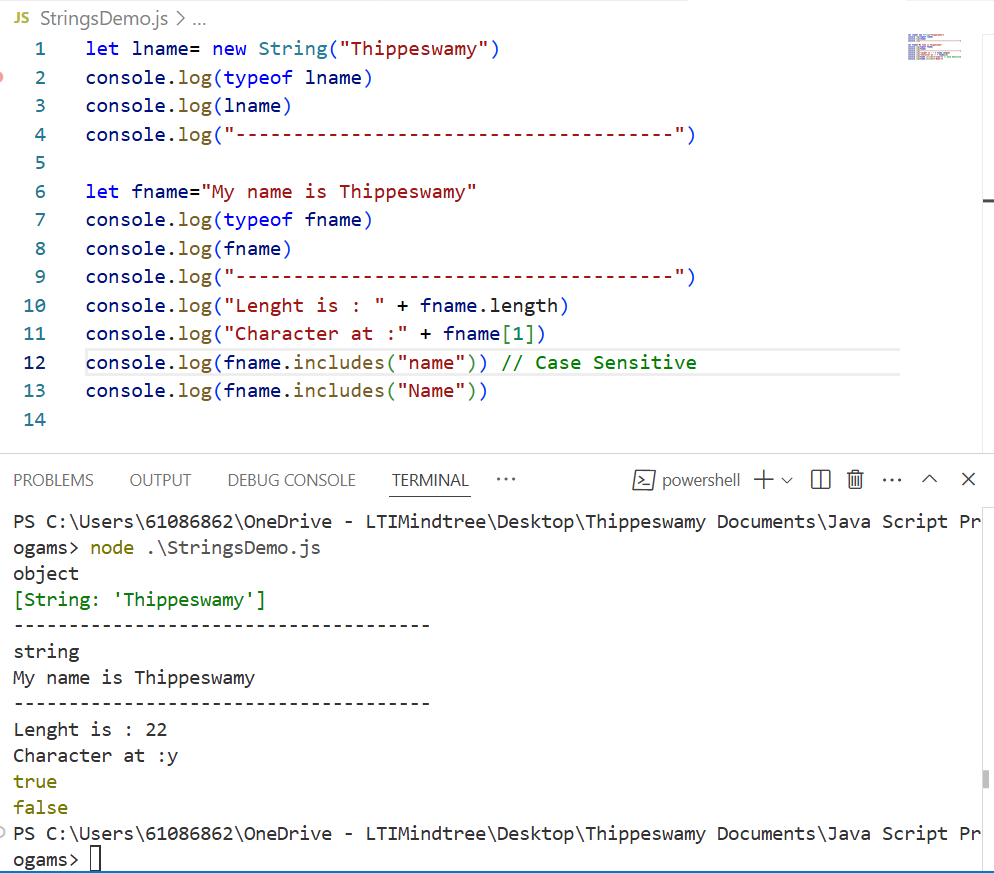 JS StringsDemo.js > ...
1 let lname= new String("Thippeswamy")
2 console.log(typeof lname)
3 console.log(lname)
4 console.log("--------------------------------------")
5
6 let fname="My name is Thippeswamy"
7 console.log(typeof fname)
8 console.log(fname)
9 console.log("--------------------------------------")
10 console.log("Lenght is : " + fname.length)
11 console.log("Character at :" + fname[1])
12 console.log(fname.includes("name")) // Case Sensitive
13 console.log(fname.includes("Name"))
14
PROBLEMS OUTPUT DEBUG CONSOLE TERMINAL ... powershell
PS C:\Users\61086862\OneDrive - LTIMindtree\Desktop\Thippeswamy Documents\Java Script Pr
ogams> node .\StringsDemo.js
object
[String: 'Thippeswamy']
--------------------------------------
string
My name is Thippeswamy
--------------------------------------
Lenght is : 22
Character at :y
true
false
PS C:\Users\61086862\OneDrive - LTIMindtree\Desktop\Thippeswamy Documents\Java Script Pr
ogams>